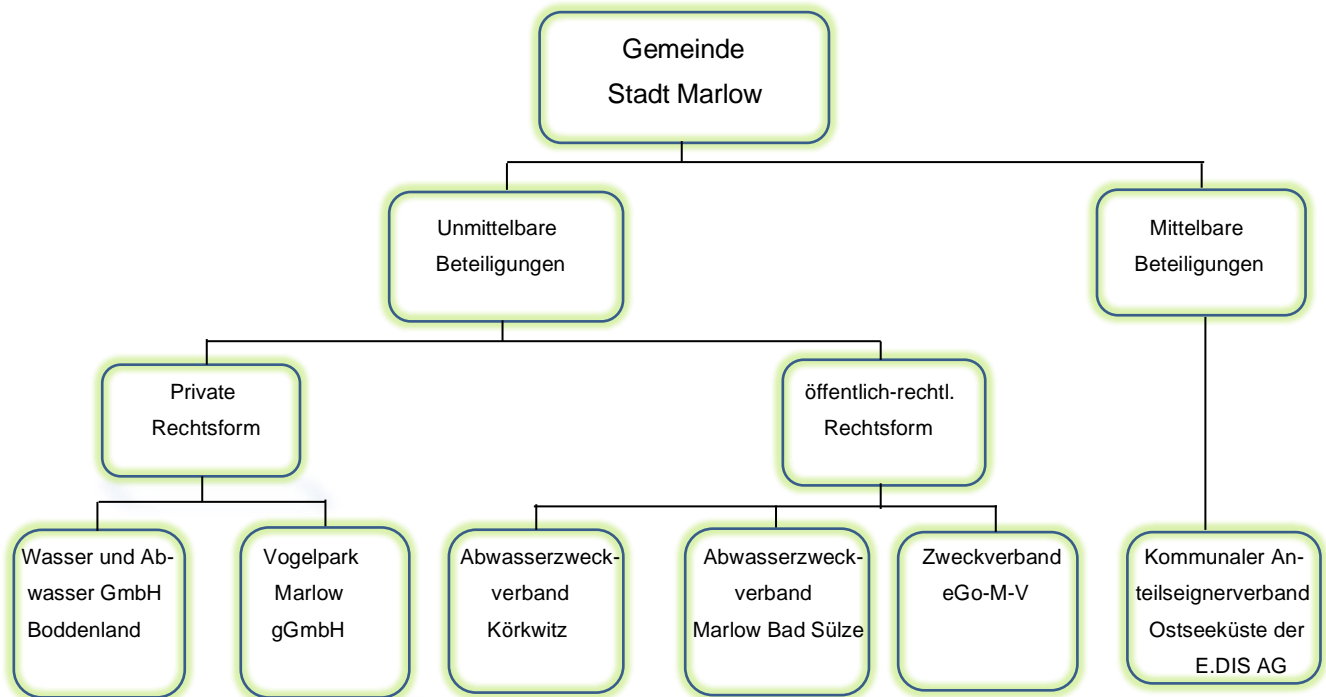 Gemeinde
Stadt Marlow
Unmittelbare
Beteiligungen
Mittelbare
Beteiligungen
Private
Rechtsform
öffentlich-rechtl.
Rechtsform
Wasser und Ab-
wasser GmbH
Boddenland
Vogelpark
Marlow
gGmbH
Abwasserzweck-
verband
Körkwitz
Abwasserzweck-
verband
Marlow Bad Sülze
Zweckverband
eGo-M-V
Kommunaler An-
teilseignerverband
Ostseeküste der
E.DIS AG